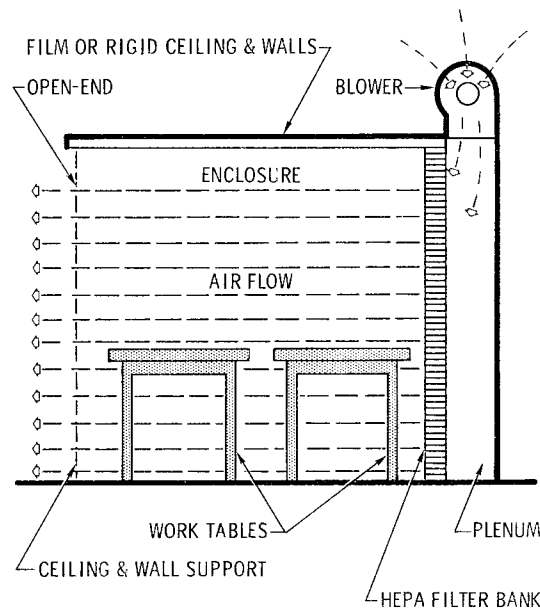 FILM OR RIGID CEILING & WALLS
OPEN-END
BLOWER
ENCLOSURE
AIR FLOW
WORK TABLES
PLENUM
CEILING & WALL SUPPORT
HEPA FILTER BANK